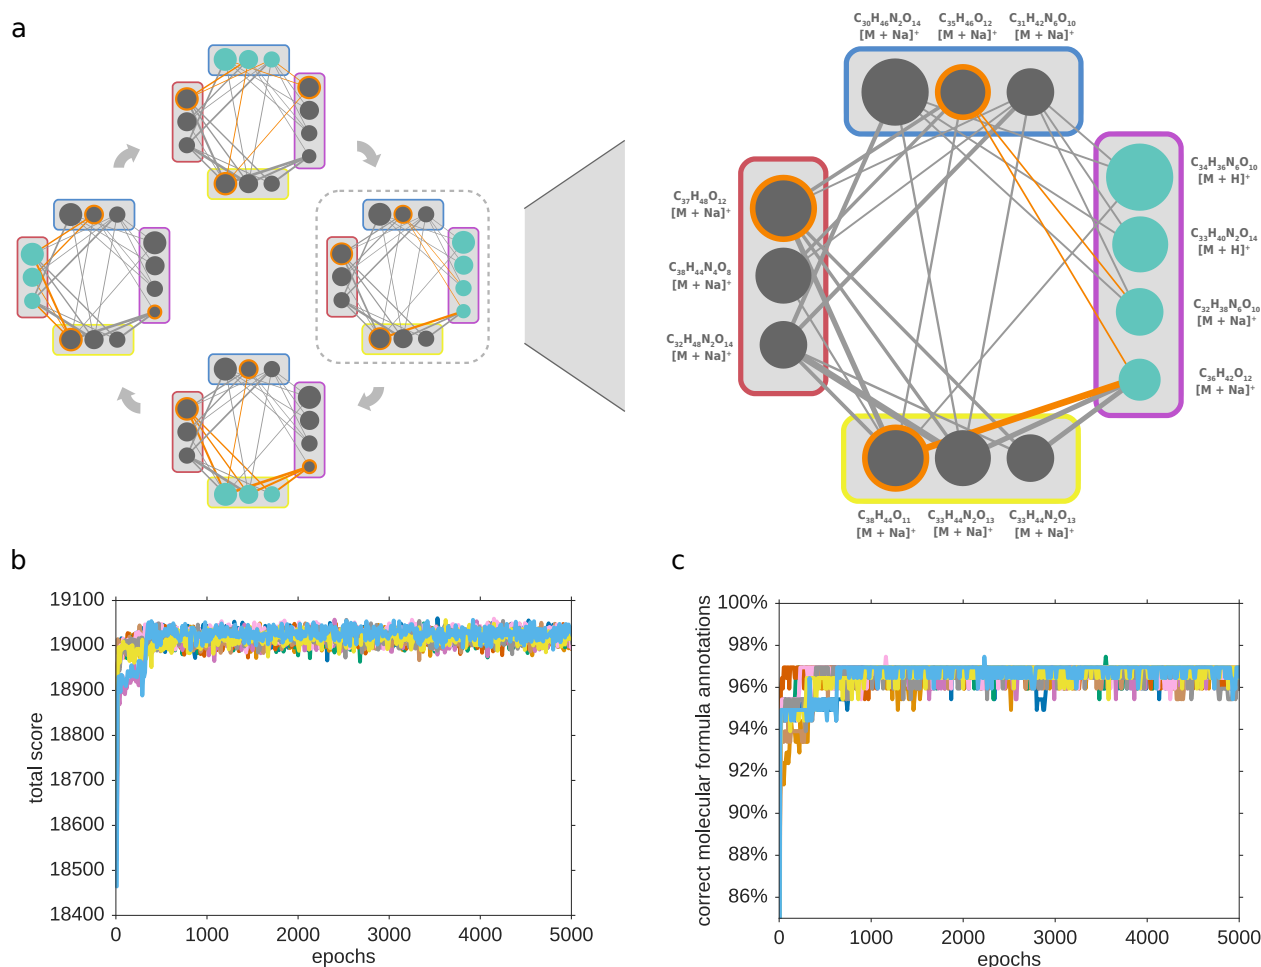 a
C₃₀H₄₆N₂O₁₄ C₃₅H₄₆O₁₂ C₃₁H₄₂N₆O₁₀
[M + Na]⁺ [M + Na]⁺ [M + Na]⁺
C₃₇H₄₈O₁₂
[M + Na]⁺
C₃₈H₄₄N₄O₈
[M + Na]⁺
C₃₂H₄₈N₂O₁₄
[M + Na]⁺
C₃₄H₃₆N₆O₁₀
[M + H]⁺
C₃₃H₄₀N₂O₁₄
[M + H]⁺
C₃₂H₃₈N₆O₁₀
[M + Na]⁺
C₃₆H₄₂O₁₂
[M + Na]⁺
C₃₈H₄₄O₁₁ C₃₃H₄₄N₂O₁₃ C₃₃H₄₄N₂O₁₃
[M + Na]⁺ [M + Na]⁺ [M + Na]⁺
b
total score
19100
19000
18900
18800
18700
18600
18500
18400
0 1000 2000 3000 4000 5000
epochs
c
correct molecular formula annotations
100%
98%
96%
94%
92%
90%
88%
86%
0 1000 2000 3000 4000 5000
epochs